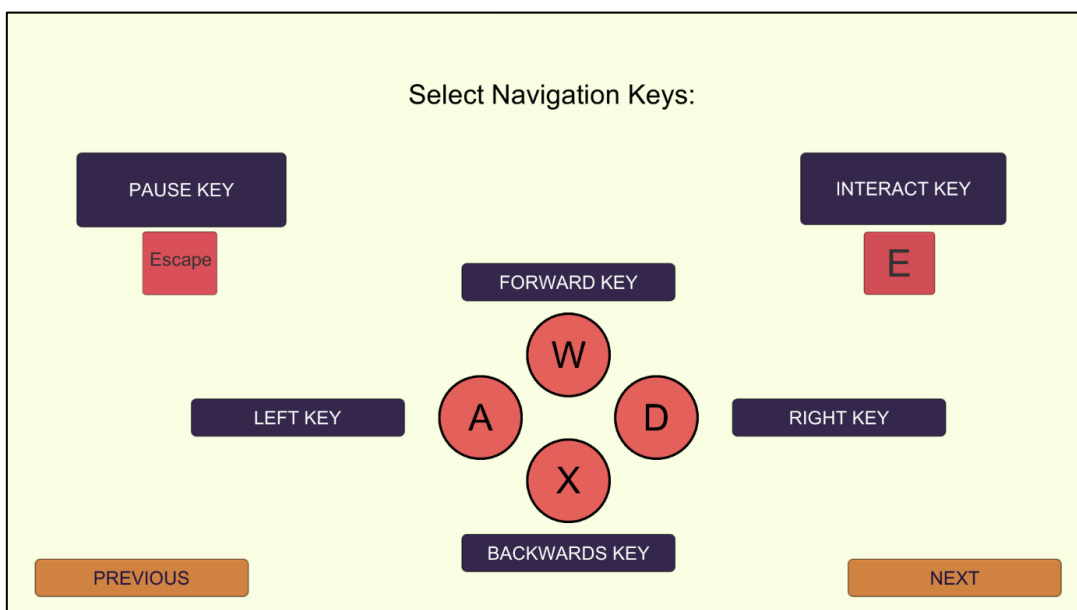 Select Navigation Keys:
PAUSE KEY
INTERACT KEY
Escape
E
FORWARD KEY
W
LEFT KEY
A
D
RIGHT KEY
X
BACKWARDS KEY
PREVIOUS
NEXT